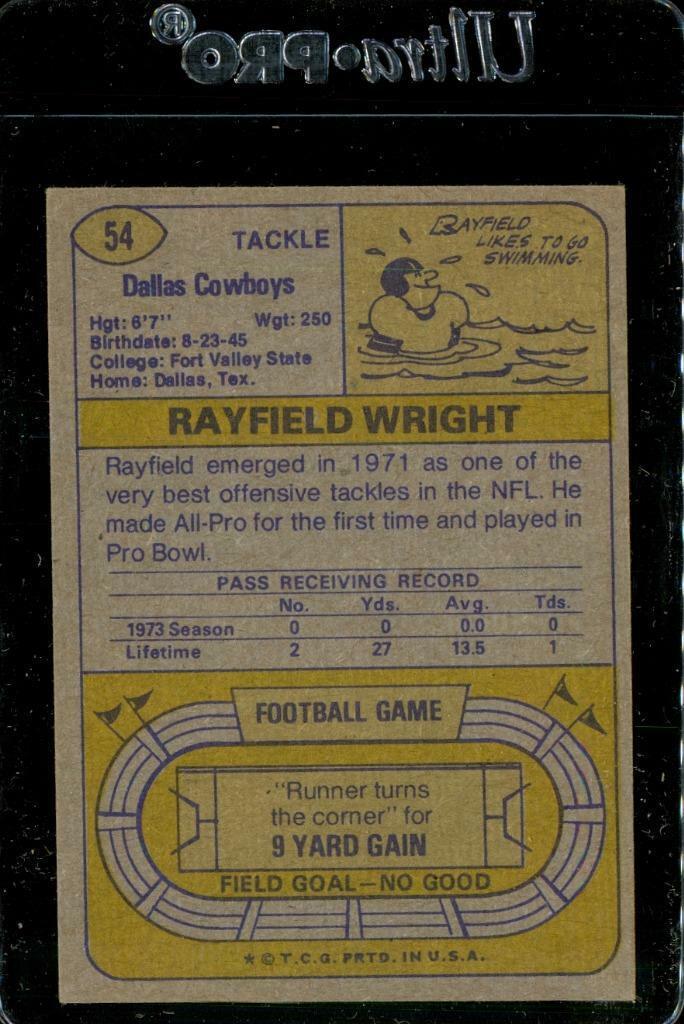 Ultra·PRO®
54
TACKLE
Dallas Cowboys
Hgt: 6'7" Wgt: 250
Birthdate: 8-23-45
College: Fort Valley State
Home: Dallas, Tex.
RAYFIELD
LIKES TO GO
SWIMMING.
RAYFIELD WRIGHT
Rayfield emerged in 1971 as one of the
very best offensive tackles in the NFL. He
made All-Pro for the first time and played in
Pro Bowl.
PASS RECEIVING RECORD
No. Yds. Avg. Tds.
1973 Season 0 0 0.0 0
Lifetime 2 27 13.5 1
FOOTBALL GAME
"Runner turns
the corner" for
9 YARD GAIN
FIELD GOAL—NO GOOD
* © T.C.G. PRTD. IN U.S.A.